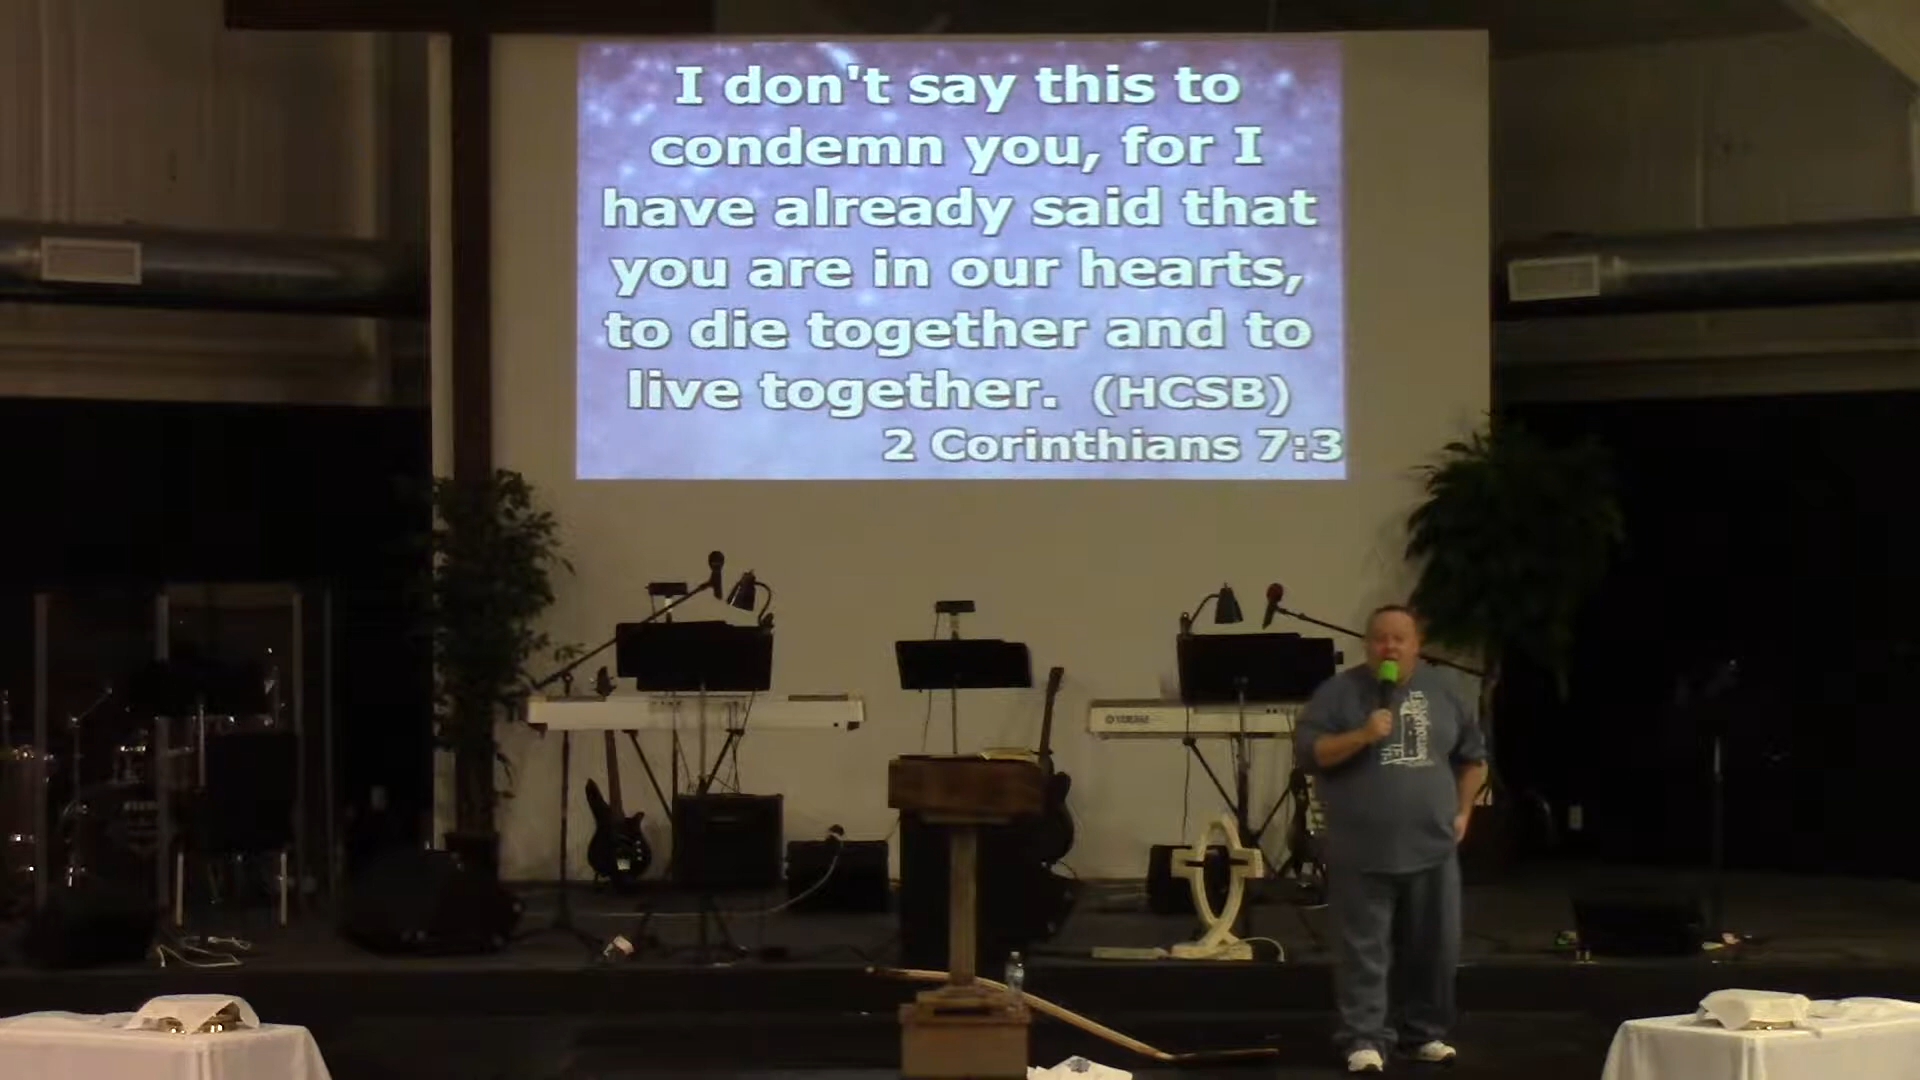 I don't say this to
condemn you, for I
have already said that
you are in our hearts,
to die together and to
live together. (HCSB)
2 Corinthians 7:3
YAMAHA